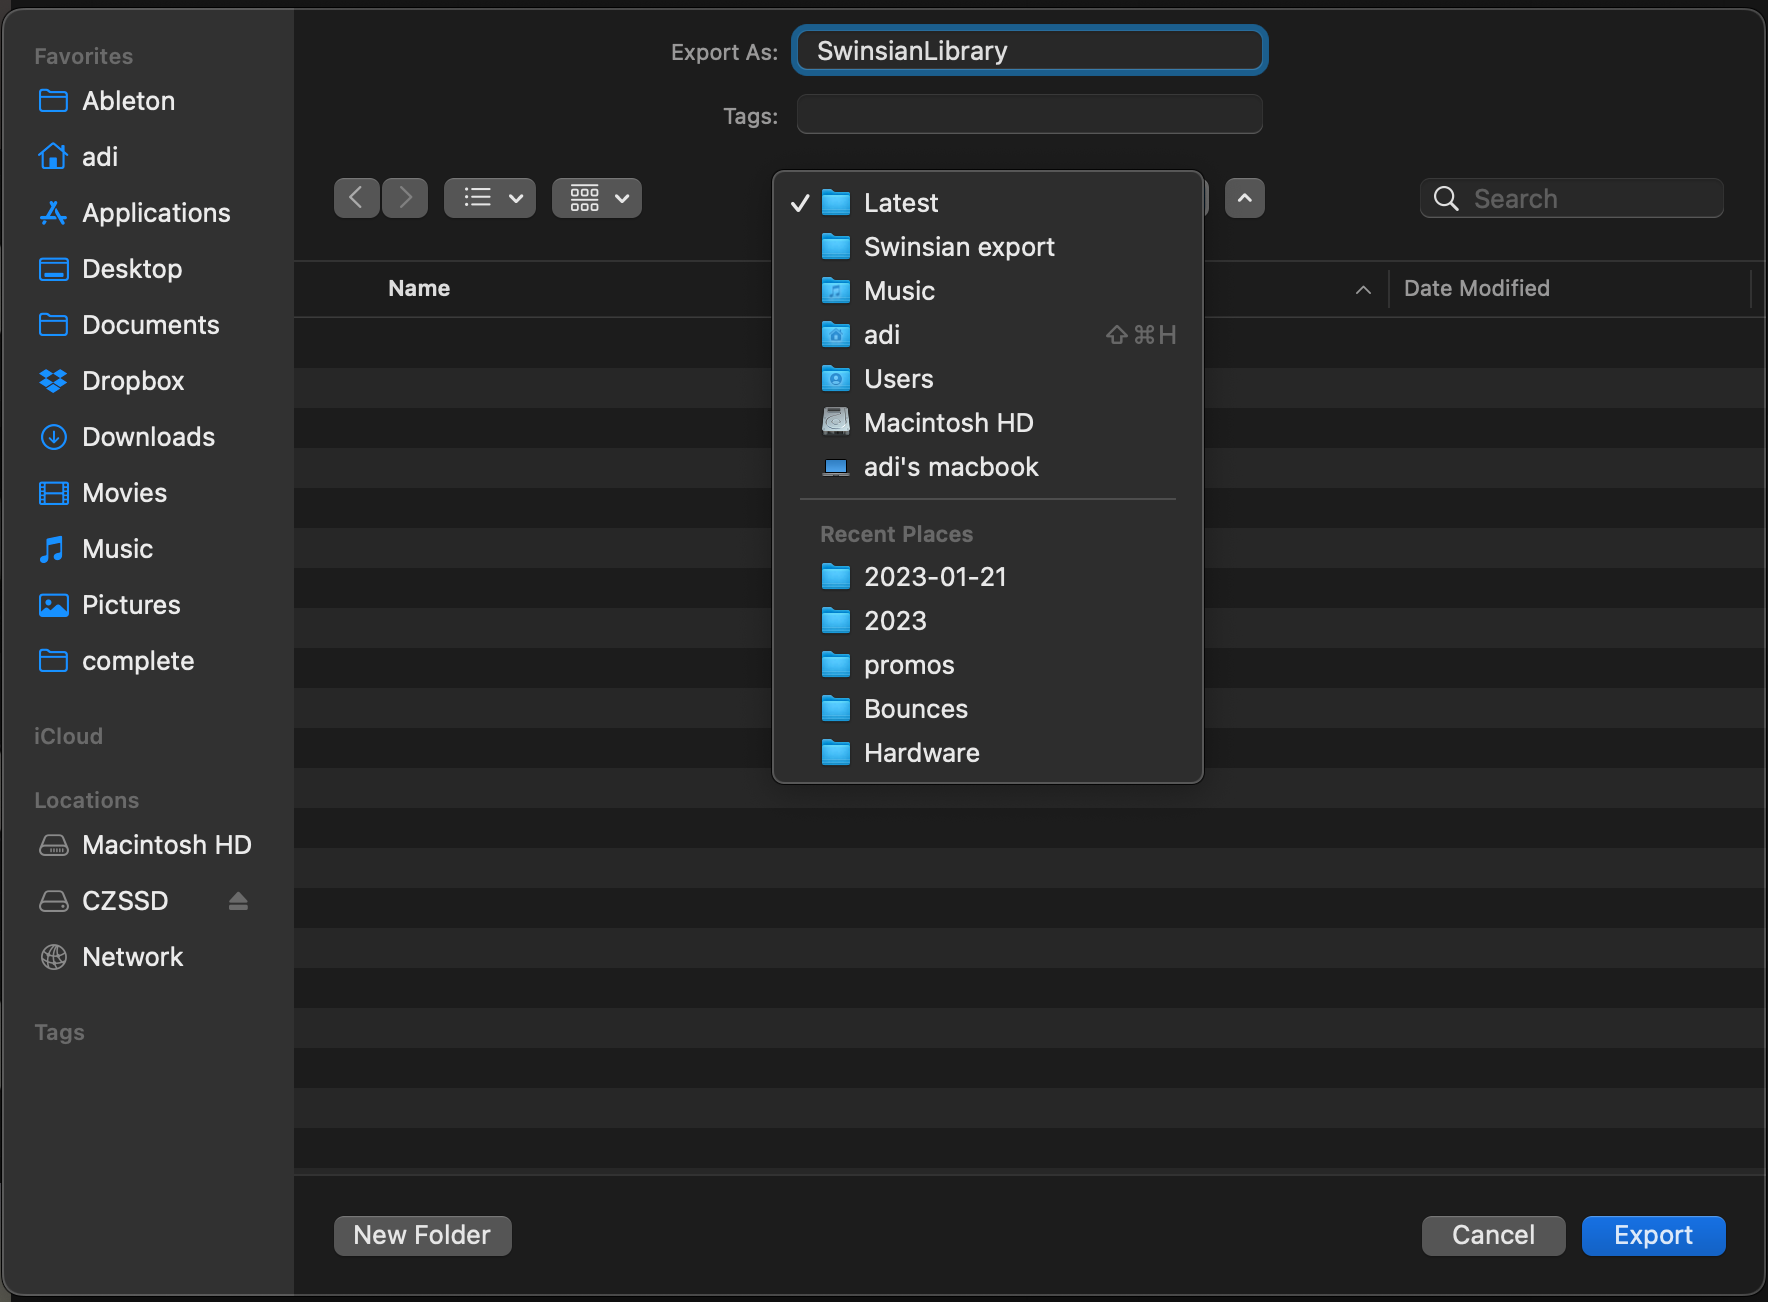 Favorites
Ableton
adi
Applications
Desktop
Documents
Dropbox
Downloads
Movies
Music
Pictures
complete
iCloud
Locations
Macintosh HD
CZSSD
Network
Tags
Export As: SwinsianLibrary
Tags:
Search
Name
Date Modified
✓ Latest
Swinsian export
Music
adi ⇧⌘H
Users
Macintosh HD
adi's macbook
Recent Places
2023-01-21
2023
promos
Bounces
Hardware
New Folder
Cancel
Export